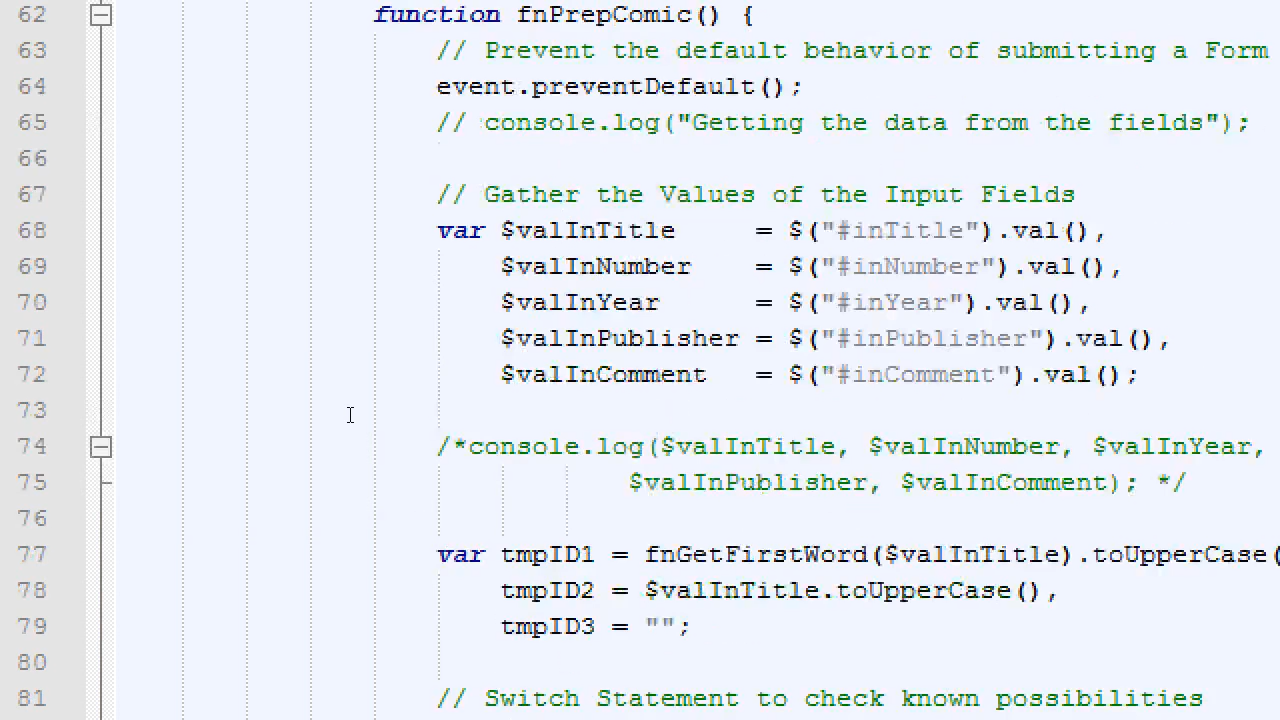 62 function fnPrepComic() {
63 // Prevent the default behavior of submitting a Form
64 event.preventDefault();
65 // console.log("Getting the data from the fields");
66
67 // Gather the Values of the Input Fields
68 var $valInTitle     = $("#inTitle").val(),
69 $valInNumber    = $("#inNumber").val(),
70 $valInYear      = $("#inYear").val(),
71 $valInPublisher = $("#inPublisher").val(),
72 $valInComment   = $("#inComment").val();
73
74 /*console.log($valInTitle, $valInNumber, $valInYear,
75 $valInPublisher, $valInComment); */
76
77 var tmpID1 = fnGetFirstWord($valInTitle).toUpperCase(
78 tmpID2 = $valInTitle.toUpperCase(),
79 tmpID3 = "";
80
81 // Switch Statement to check known possibilities